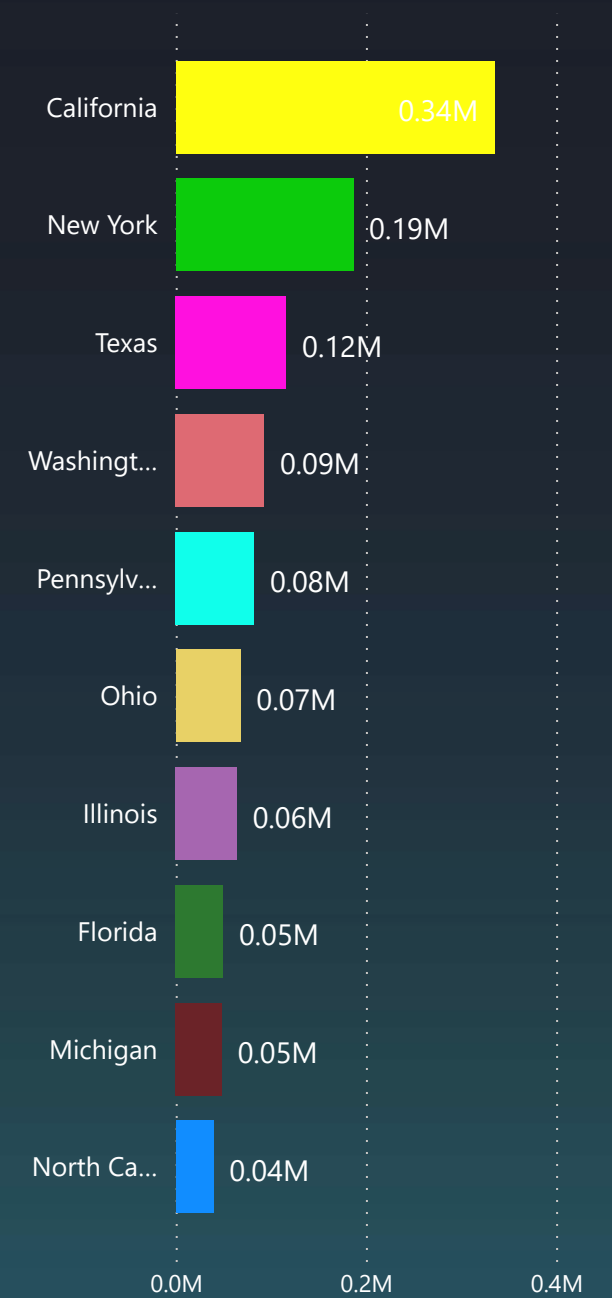 California 0.34M
New York 0.19M
Texas 0.12M
Washingt... 0.09M
Pennsylv... 0.08M
Ohio 0.07M
Illinois 0.06M
Florida 0.05M
Michigan 0.05M
North Ca... 0.04M
0.0M 0.2M 0.4M